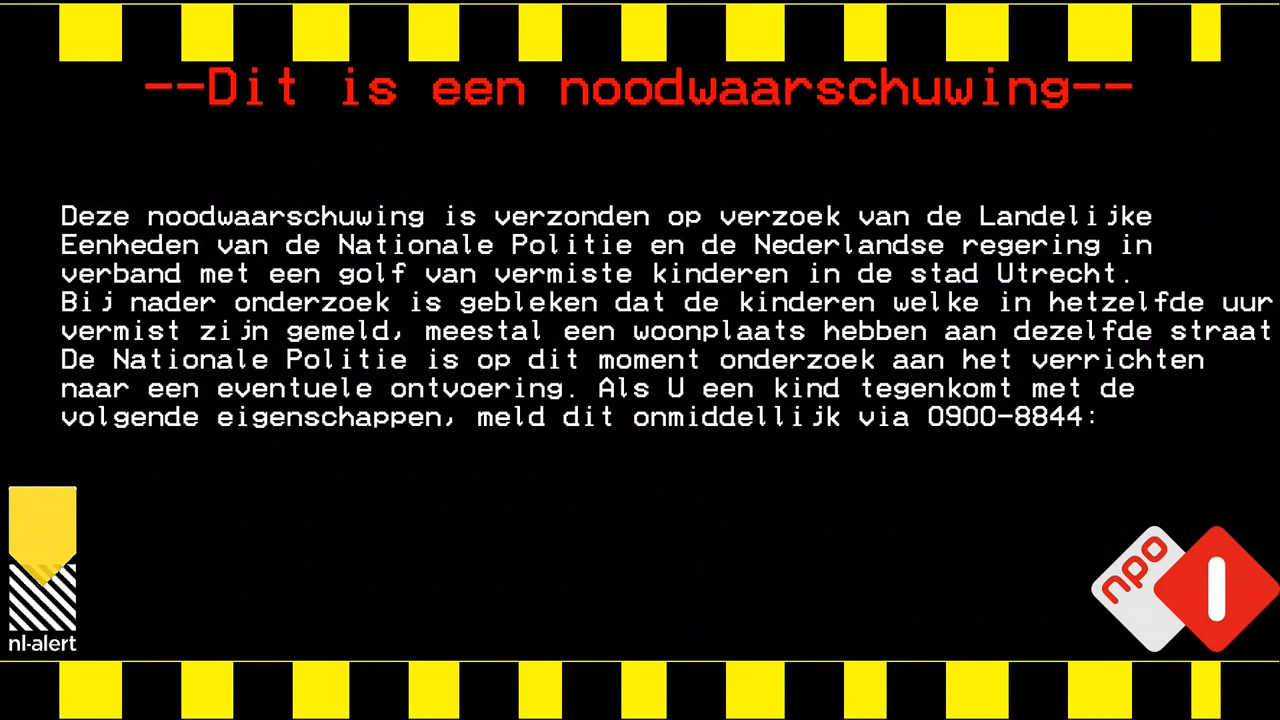 --Dit is een noodwaarschuwing--
Deze noodwaarschuwing is verzonden op verzoek van de Landelijke
Eenheden van de Nationale Politie en de Nederlandse regering in
verband met een golf van vermiste kinderen in de stad Utrecht.
Bij nader onderzoek is gebleken dat de kinderen welke in hetzelfde uur
vermist zijn gemeld, meestal een woonplaats hebben aan dezelfde straat
De Nationale Politie is op dit moment onderzoek aan het verrichten
naar een eventuele ontvoering. Als U een kind tegenkomt met de
volgende eigenschappen, meld dit onmiddellijk via 0900-8844:
nl-alert
npo 1